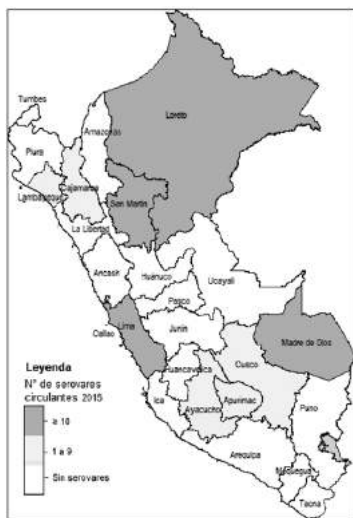 Tumbes
Loreto
Amazonas
Piura
Cajamarca
Lambayeque
San Martin
La Libertad
Ancash
Huánuco
Ucayali
Pasco
Lima
Callao
Junín
Madre de Dios
Huancavelica
Cusco
Ica
Ayacucho
Apurimac
Puno
Arequipa
Moquegua
Tacna
Leyenda
N° de serovares
circulantes 2015
≥ 10
1 a 9
Sin serovares